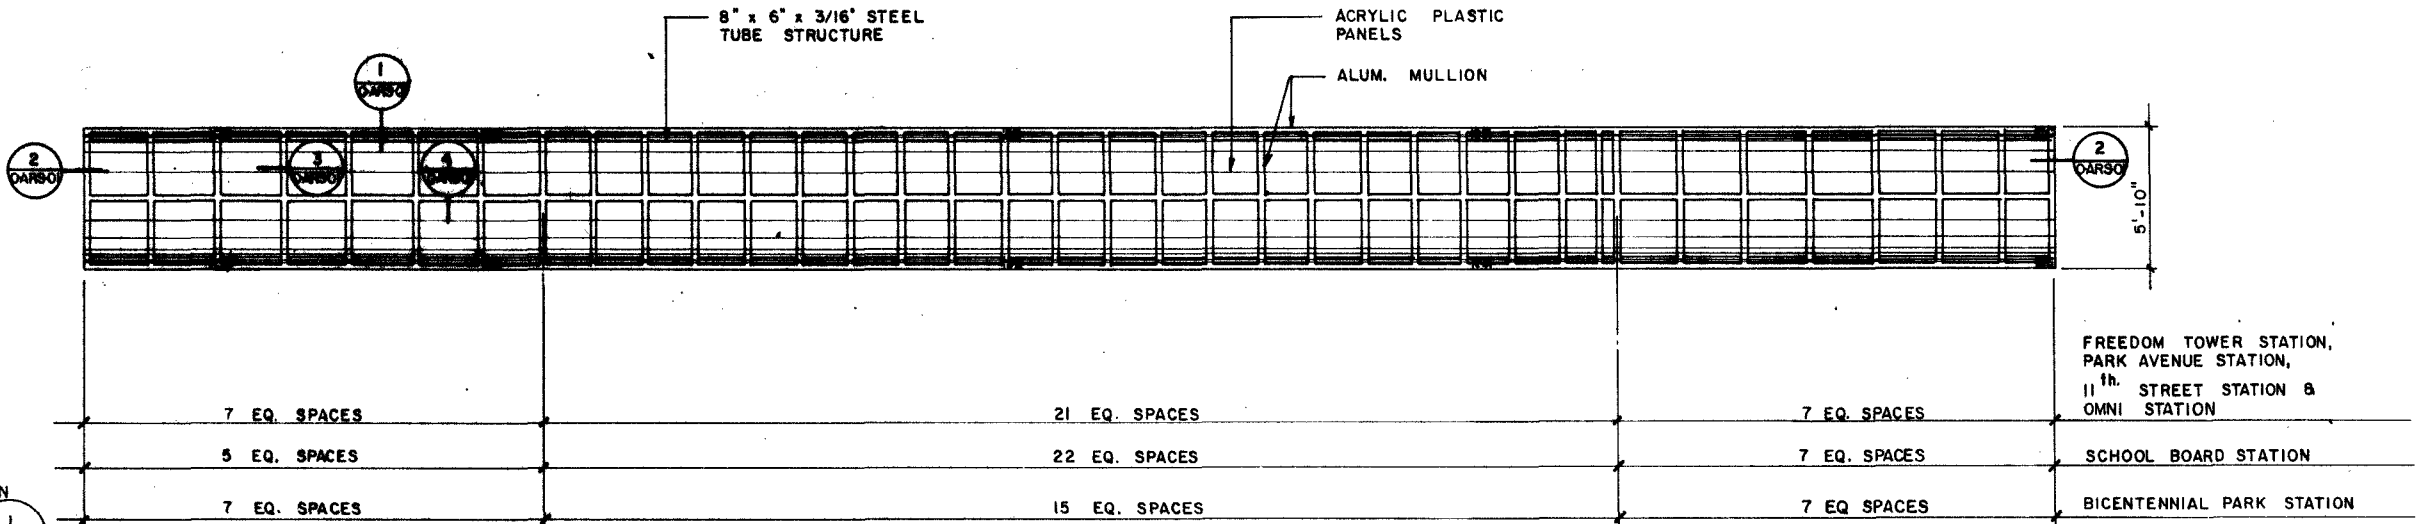 8" x 6" x 3/16" STEEL
TUBE STRUCTURE
ACRYLIC PLASTIC
PANELS
ALUM. MULLION
1
2
3
4
2
OARSO
5'-10"
FREEDOM TOWER STATION,
PARK AVENUE STATION,
11th. STREET STATION &
OMNI STATION
7 EQ. SPACES
21 EQ. SPACES
7 EQ. SPACES
5 EQ. SPACES
22 EQ. SPACES
7 EQ. SPACES
SCHOOL BOARD STATION
7 EQ. SPACES
15 EQ. SPACES
7 EQ SPACES
BICENTENNIAL PARK STATION